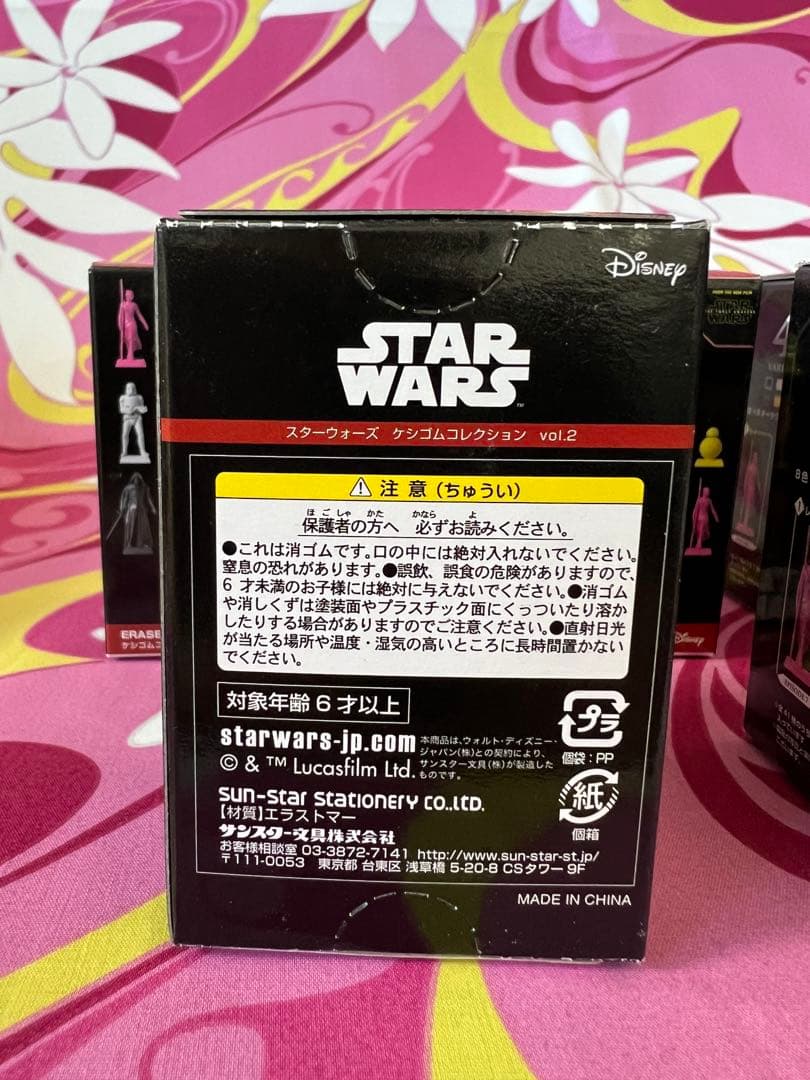 Disney
STAR
WARS
スターウォーズ ケシゴムコレクション vol.2
⚠ 注意(ちゅうい)
ほごしゃ かた かなら よ
保護者の方へ 必ずお読みください。
●これは消ゴムです。口の中には絶対入れないでください。
窒息の恐れがあります。●誤飲、誤食の危険がありますので、
6才未満のお子様には絶対に与えないでください。●消ゴム
や消しくずは塗装面やプラスチック面にくっついたり溶か
したりする場合がありますのでご注意ください。●直射日光
が当たる場所や温度・湿気の高いところに長時間置かない
でください。
対象年齢6才以上
starwars-jp.com
本商品は、ウォルト・ディズニー・
ジャパン(株)との契約により、
サンスター文具(株)が製造した
ものです。
© & ™ Lucasfilm Ltd.
プラ
個袋:PP
紙
個箱
SUN-STAR STATIONERY CO.,LTD.
【材質】エラストマー
サンスター文具株式会社
お客様相談室 03-3872-7141 http://www.sun-star-st.jp/
〒111-0053 東京都 台東区 浅草橋 5-20-8 CSタワー 9F
MADE IN CHINA
ERASE
ケシゴムコ
STAR
WARS
Disney
4
VARI
8色